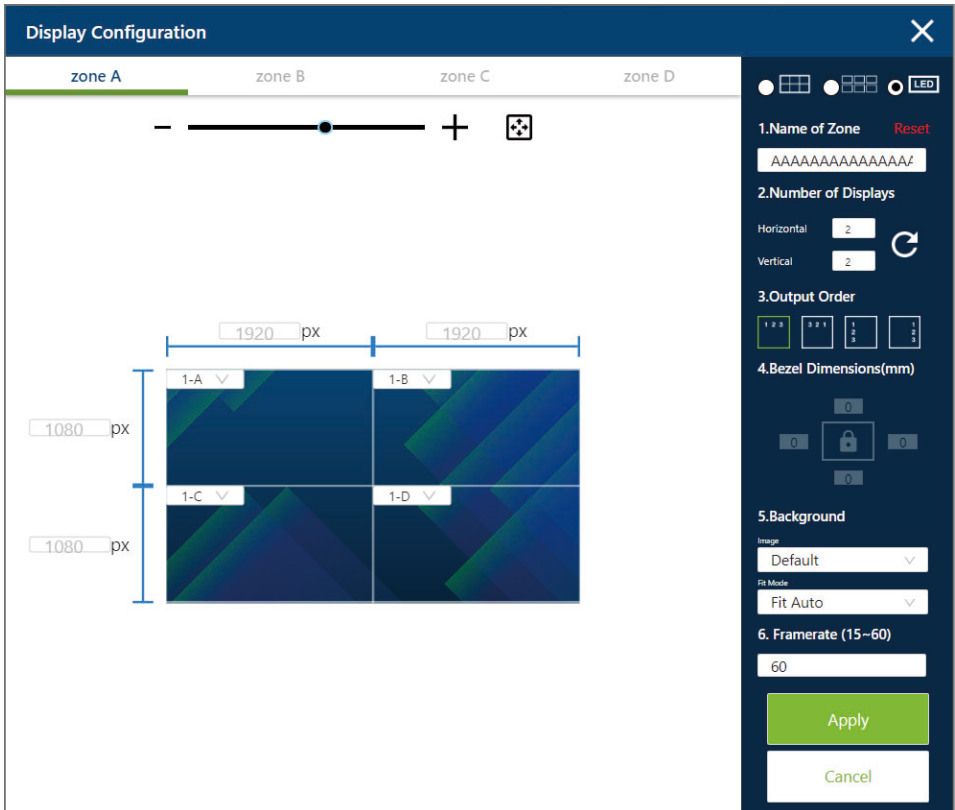 Display Configuration
zone A zone B zone C zone D
LED
1.Name of Zone Reset
AAAAAAAAAAAAAAA
2.Number of Displays
Horizontal 2
Vertical 2
3.Output Order
1 2 3 3 2 1 1 2 3 1 2 3
4.Bezel Dimensions(mm)
0
0 0
0
5.Background
Image
Default
Fit Mode
Fit Auto
6. Framerate (15~60)
60
Apply
Cancel
1920 px 1920 px
1080 px
1-A 1-B
1080 px
1-C 1-D